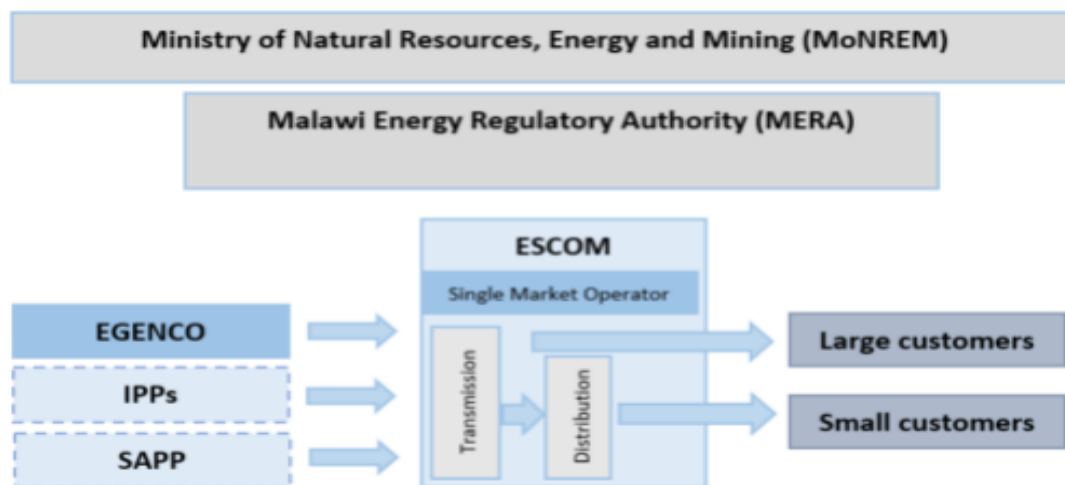 Ministry of Natural Resources, Energy and Mining (MoNREM)
Malawi Energy Regulatory Authority (MERA)
ESCOM
Single Market Operator
EGENCO
IPPs
SAPP
Transmission
Distribution
Large customers
Small customers